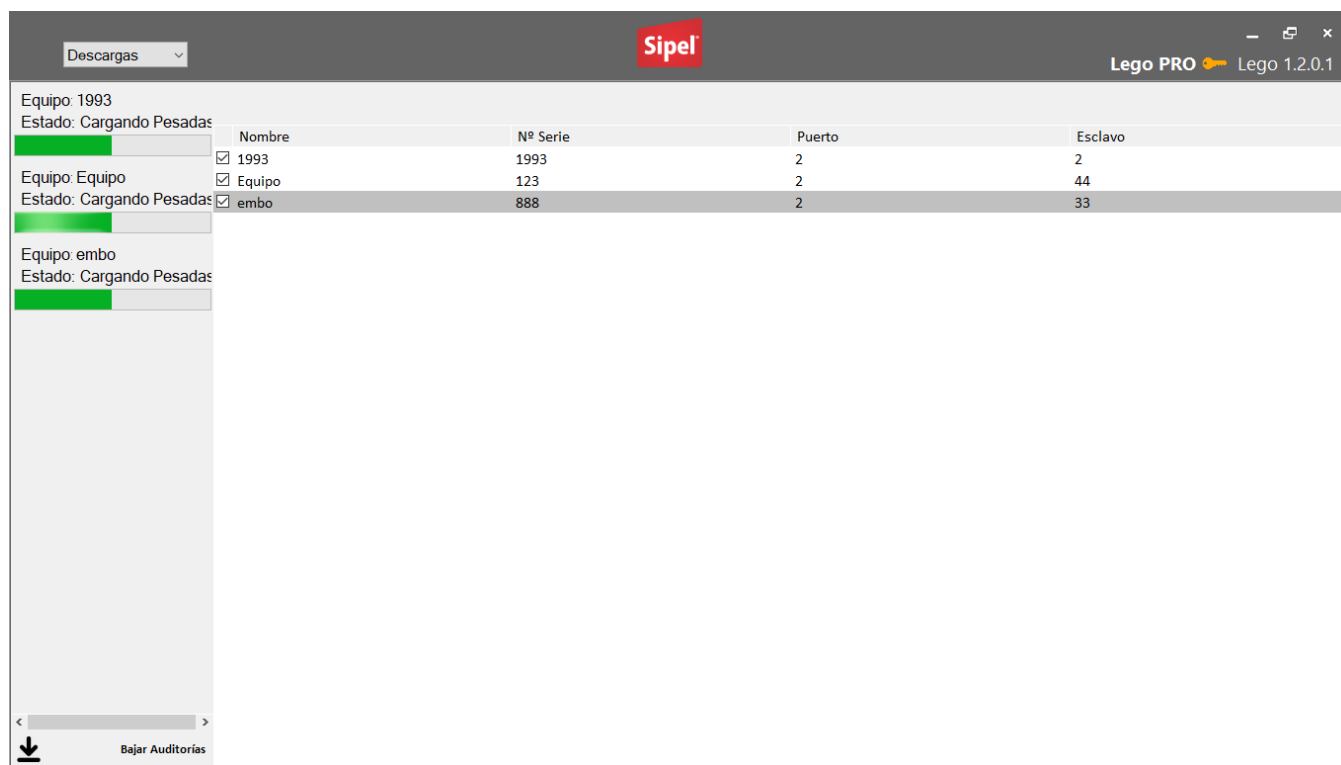 Descargas
Sipel
Lego PRO Lego 1.2.0.1
Equipo: 1993
Estado: Cargando Pesadas
Equipo: Equipo
Estado: Cargando Pesadas
Equipo: embo
Estado: Cargando Pesadas
Nombre Nº Serie Puerto Esclavo
1993 1993 2 2
Equipo 123 2 44
embo 888 2 33
Bajar Auditorías